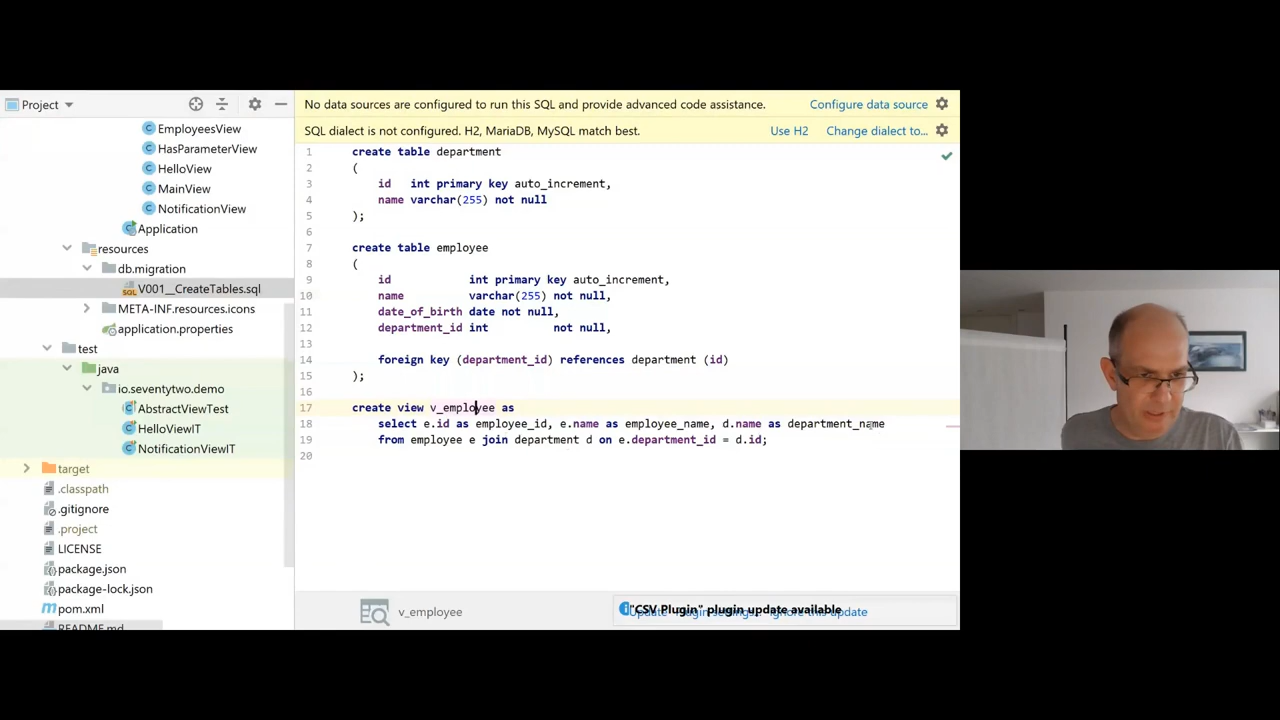 Project
No data sources are configured to run this SQL and provide advanced code assistance.
Configure data source
SQL dialect is not configured. H2, MariaDB, MySQL match best.
Use H2
Change dialect to...
EmployeesView
HasParameterView
HelloView
MainView
NotificationView
Application
resources
db.migration
V001__CreateTables.sql
META-INF.resources.icons
application.properties
test
java
io.seventytwo.demo
AbstractViewTest
HelloViewIT
NotificationViewIT
target
.classpath
.gitignore
.project
LICENSE
package.json
package-lock.json
pom.xml
README.md
1 create table department
2 (
3 id int primary key auto_increment,
4 name varchar(255) not null
5 );
6
7 create table employee
8 (
9 id int primary key auto_increment,
10 name varchar(255) not null,
11 date_of_birth date not null,
12 department_id int not null,
13
14 foreign key (department_id) references department (id)
15 );
16
17 create view v_employee as
18 select e.id as employee_id, e.name as employee_name, d.name as department_name
19 from employee e join department d on e.department_id = d.id;
20
v_employee
"CSV Plugin" plugin update available
Update Plugin settings... Ignore this update